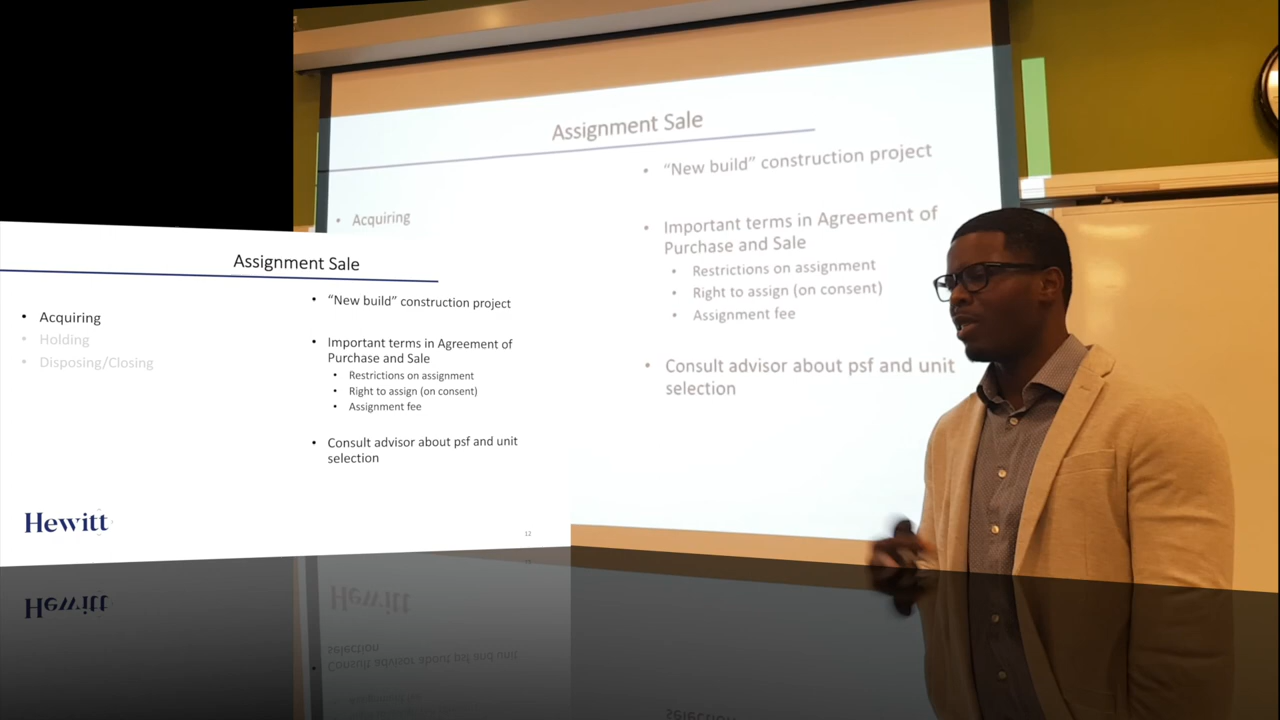 Assignment Sale
• Acquiring
• "New build" construction project
• Important terms in Agreement of
Purchase and Sale
• Restrictions on assignment
• Right to assign (on consent)
• Assignment fee
• Consult advisor about psf and unit
selection
Assignment Sale
• Acquiring
• Holding
• Disposing/Closing
• “New build” construction project
• Important terms in Agreement of
Purchase and Sale
• Restrictions on assignment
• Right to assign (on consent)
• Assignment fee
• Consult advisor about psf and unit
selection
Hewitt
12